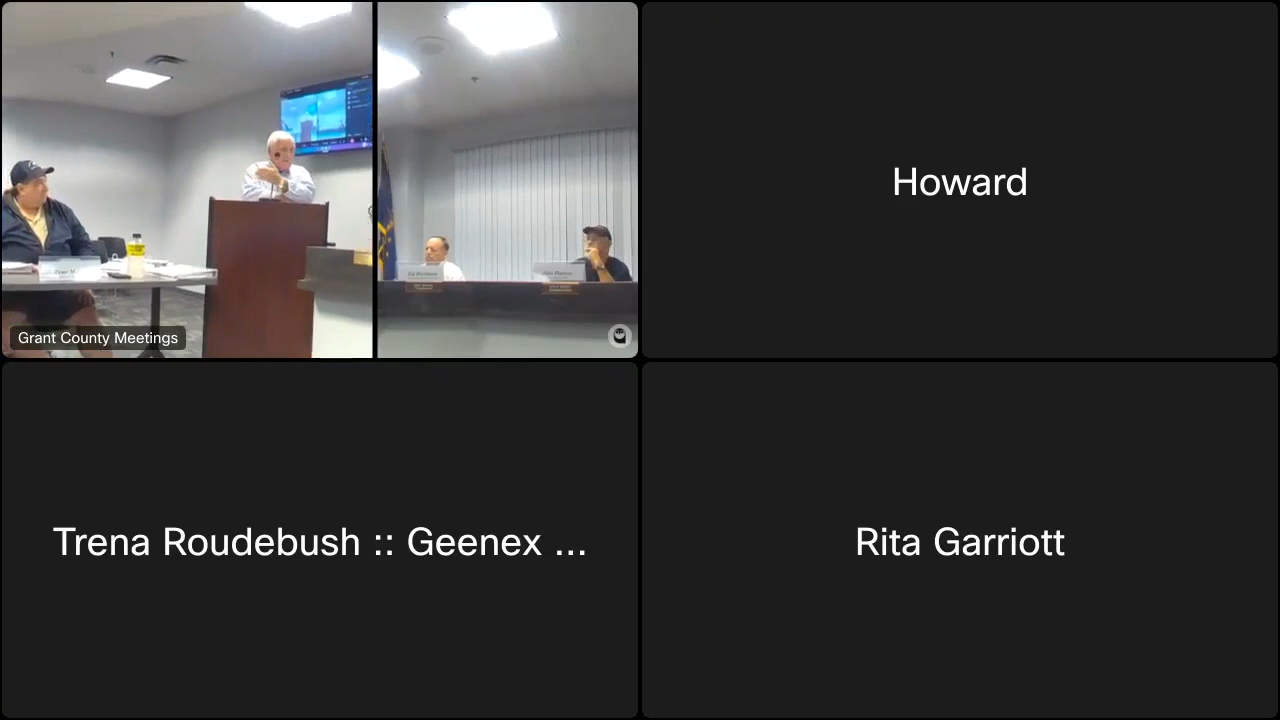 Howard
Grant County Meetings
Trena Roudebush :: Geenex ...
Rita Garriott